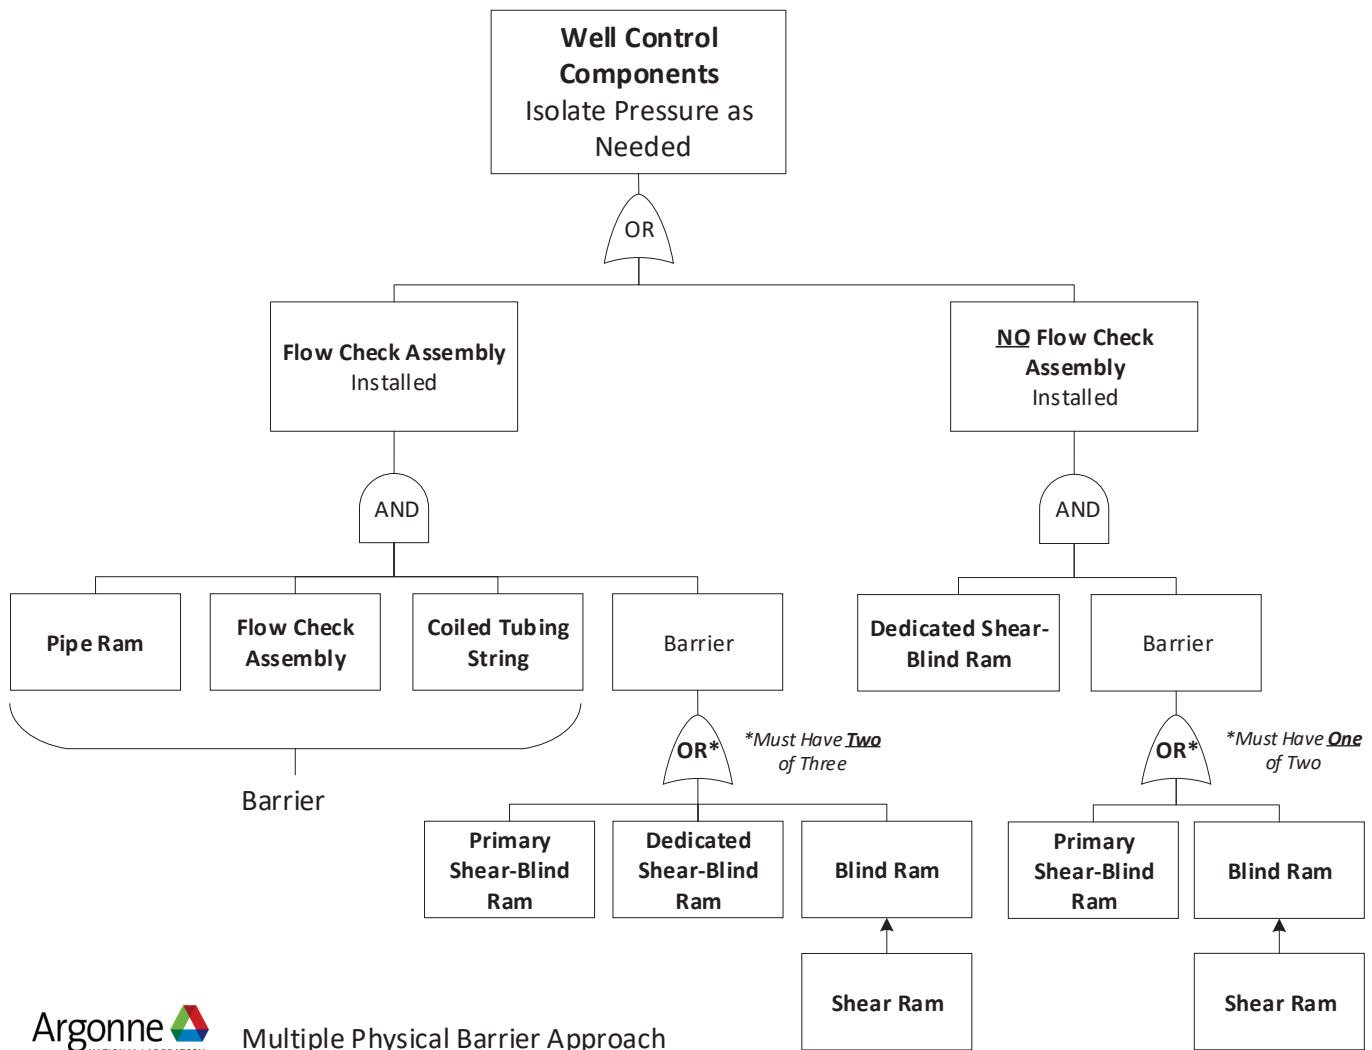 Well Control
Components
Isolate Pressure as
Needed
OR
Flow Check Assembly
Installed
NO Flow Check
Assembly
Installed
AND
AND
Pipe Ram
Flow Check
Assembly
Coiled Tubing
String
Barrier
Dedicated Shear-
Blind Ram
Barrier
OR*
*Must Have Two
of Three
OR*
*Must Have One
of Two
Barrier
Primary
Shear-Blind
Ram
Dedicated
Shear-Blind
Ram
Blind Ram
Primary
Shear-Blind
Ram
Blind Ram
Shear Ram
Shear Ram
Argonne
Multiple Physical Barrier Approach